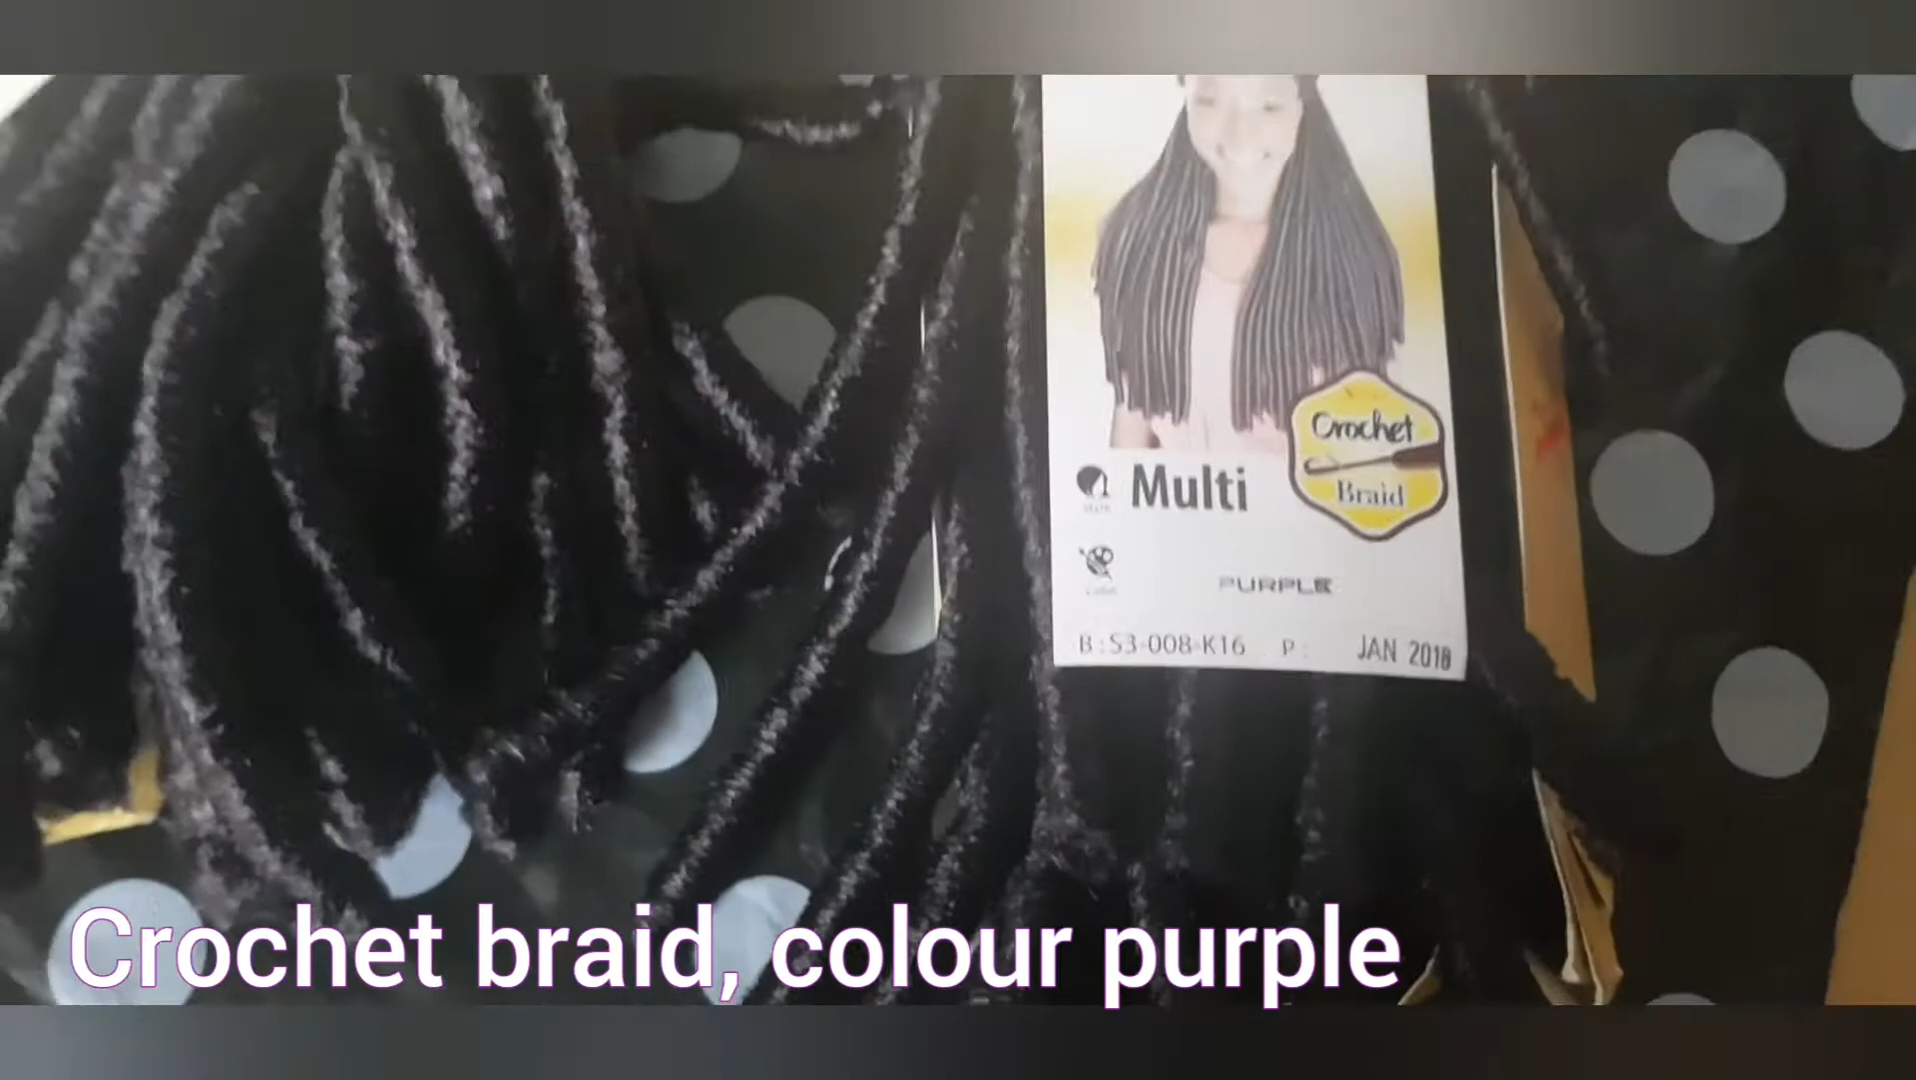 Crochet
Braid
Multi
PURPLE
B : S3-008-K16 P : JAN 2018
Crochet braid, colour purple